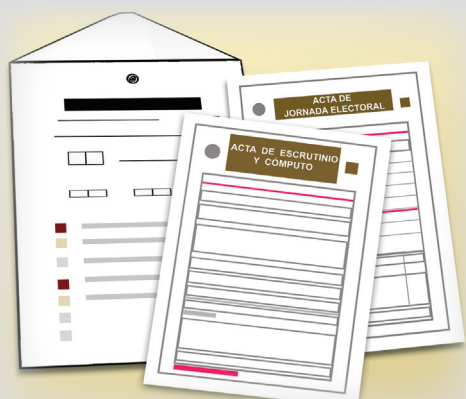 ACTA DE
JORNADA ELECTORAL
ACTA DE ESCRUTINIO
Y CÓMPUTO